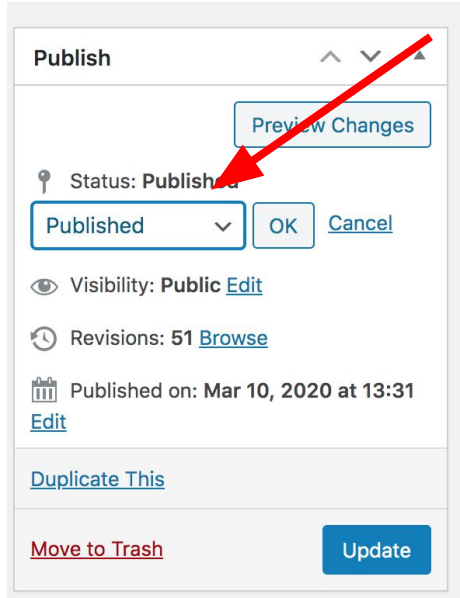 Publish
Preview Changes
Status: Published
Published OK Cancel
Visibility: Public Edit
Revisions: 51 Browse
Published on: Mar 10, 2020 at 13:31
Edit
Duplicate This
Move to Trash Update